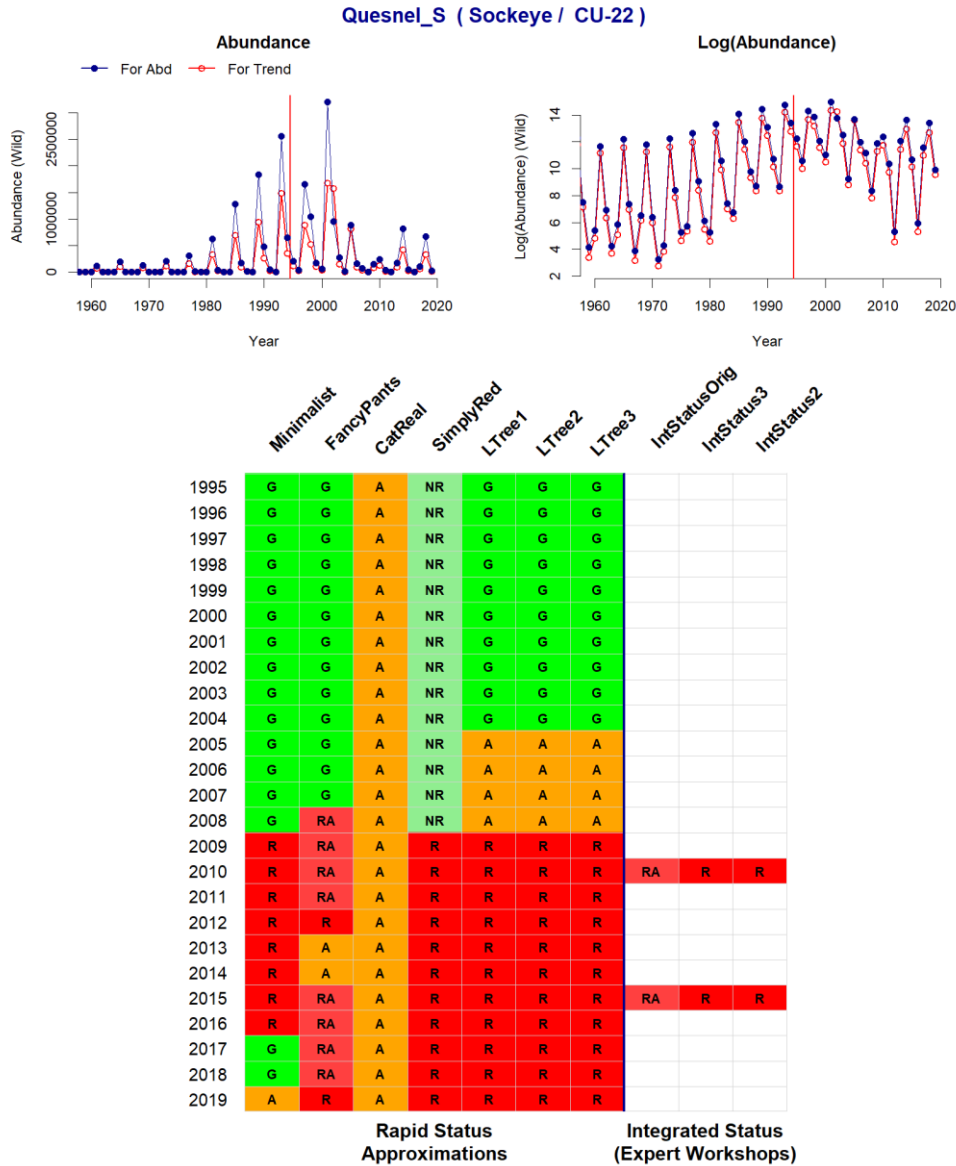 Quesnel_S ( Sockeye / CU-22 )
Abundance
For Abd For Trend
Abundance (Wild)
2500000
1000000
0
1960 1970 1980 1990 2000 2010 2020
Year
Log(Abundance)
Log(Abundance) (Wild)
14
12
10
8
6
4
2
1960 1970 1980 1990 2000 2010 2020
Year
Minimalist FancyPants CatReal SimplyRed LTree1 LTree2 LTree3 IntStatusOrig IntStatus3 IntStatus2
1995 G G A NR G G G
1996 G G A NR G G G
1997 G G A NR G G G
1998 G G A NR G G G
1999 G G A NR G G G
2000 G G A NR G G G
2001 G G A NR G G G
2002 G G A NR G G G
2003 G G A NR G G G
2004 G G A NR G G G
2005 G G A NR A A A
2006 G G A NR A A A
2007 G G A NR A A A
2008 G RA A NR A A A
2009 R RA A R R R R
2010 R RA A R R R R RA R R
2011 R RA A R R R R
2012 R R A R R R R
2013 R A A R R R R
2014 R A A R R R R
2015 R RA A R R R R RA R R
2016 R RA A R R R R
2017 G RA A R R R R
2018 G RA A R R R R
2019 A R A R R R R
Rapid Status
Approximations
Integrated Status
(Expert Workshops)